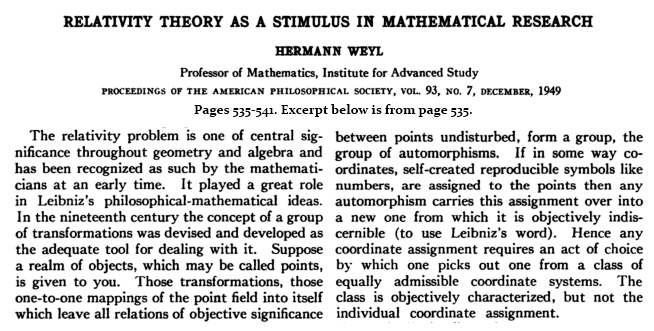 RELATIVITY THEORY AS A STIMULUS IN MATHEMATICAL RESEARCH
HERMANN WEYL
Professor of Mathematics, Institute for Advanced Study
PROCEEDINGS OF THE AMERICAN PHILOSOPHICAL SOCIETY, VOL. 93, NO. 7, DECEMBER, 1949
Pages 535-541. Excerpt below is from page 535.
The relativity problem is one of central sig-
nificance throughout geometry and algebra and
has been recognized as such by the mathemati-
cians at an early time. It played a great role
in Leibniz's philosophical-mathematical ideas.
In the nineteenth century the concept of a group
of transformations was devised and developed as
the adequate tool for dealing with it. Suppose
a realm of objects, which may be called points,
is given to you. Those transformations, those
one-to-one mappings of the point field into itself
which leave all relations of objective significance
between points undisturbed, form a group, the
group of automorphisms. If in some way co-
ordinates, self-created reproducible symbols like
numbers, are assigned to the points then any
automorphism carries this assignment over into
a new one from which it is objectively indis-
cernible (to use Leibniz's word). Hence any
coordinate assignment requires an act of choice
by which one picks out one from a class of
equally admissible coordinate systems. The
class is objectively characterized, but not the
individual coordinate assignment.